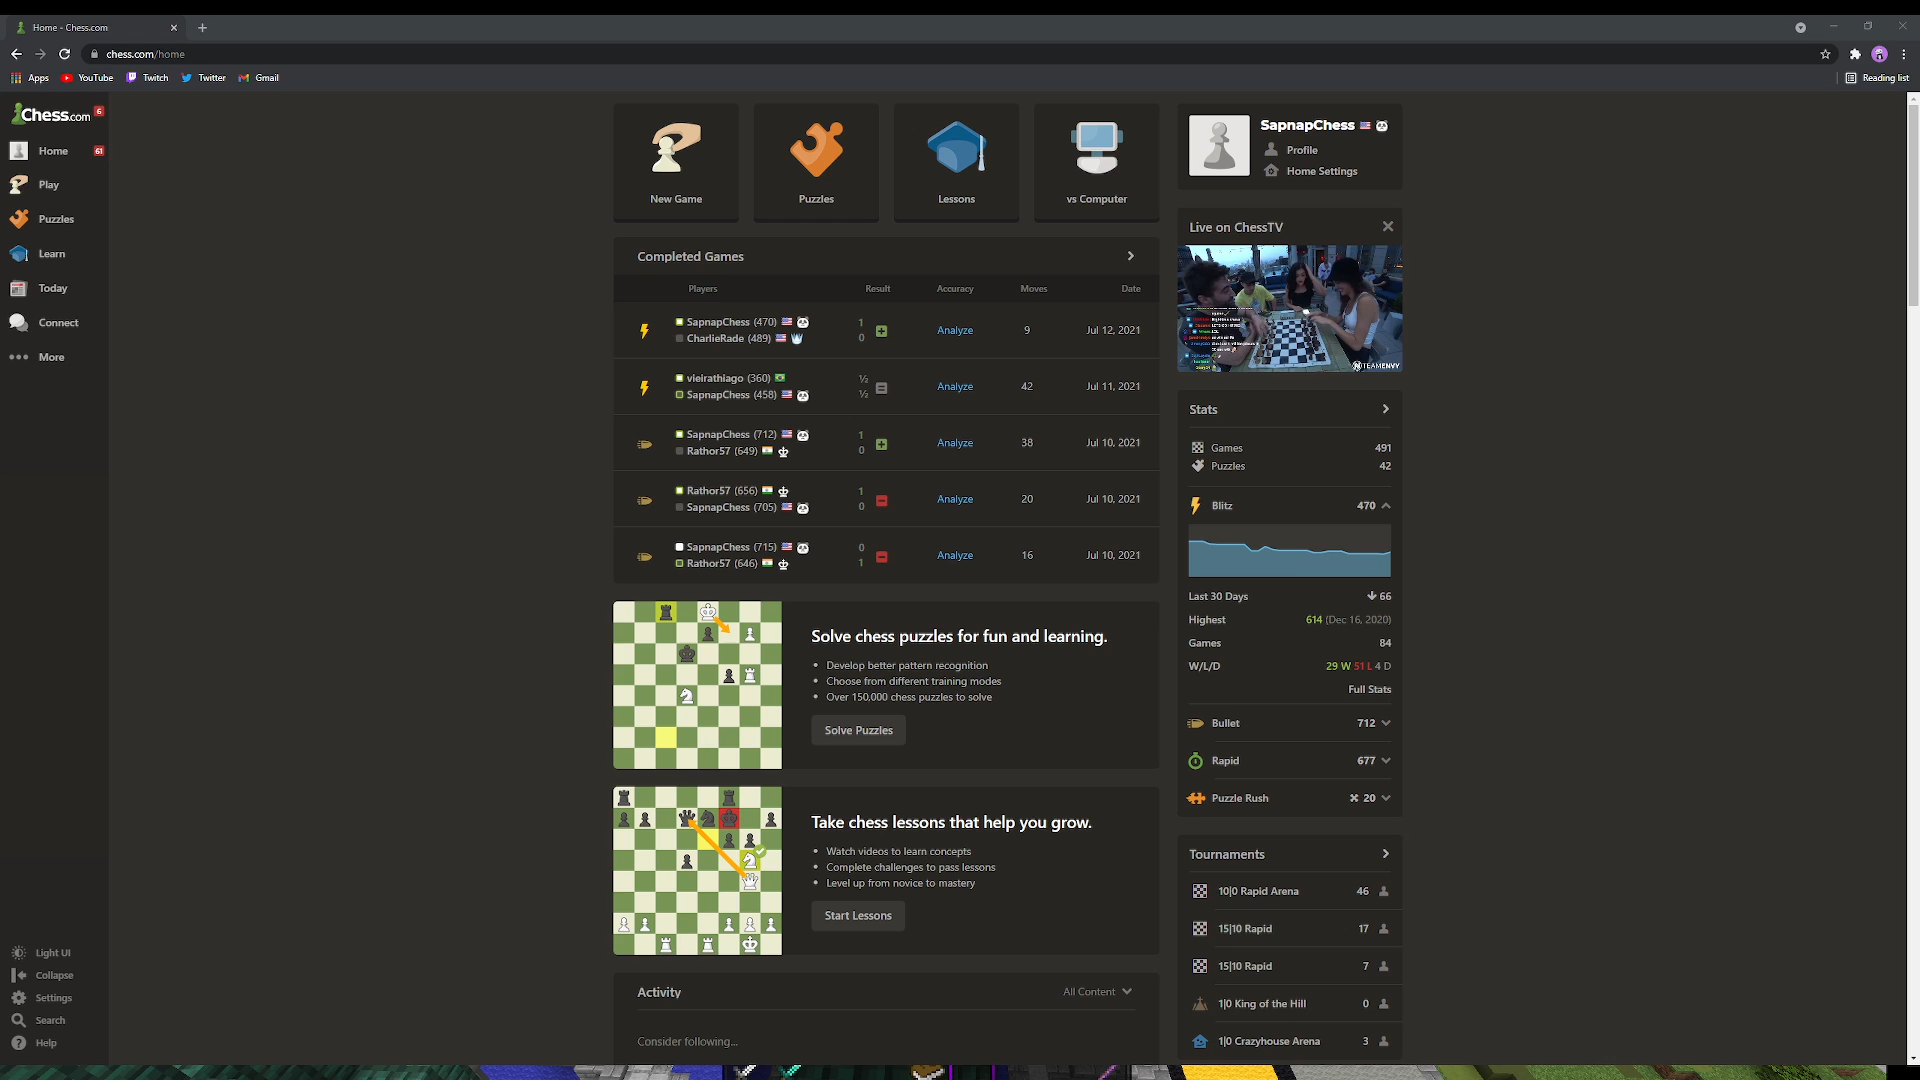 Home - Chess.com
chess.com/home
Apps YouTube Twitch Twitter Gmail Reading list
Chess.com 6
Home 61
Play
Puzzles
Learn
Today
Connect
More
Light UI
Collapse
Settings
Search
Help
New Game Puzzles Lessons vs Computer
Completed Games
Players Result Accuracy Moves Date
SapnapChess (470) 1 Analyze 9 Jul 12, 2021
CharlieRade (489) 0
vieirathiago (360) ½ Analyze 42 Jul 11, 2021
SapnapChess (458) ½
SapnapChess (712) 1 Analyze 38 Jul 10, 2021
Rathor57 (649) 0
Rathor57 (656) 1 Analyze 20 Jul 10, 2021
SapnapChess (705) 0
SapnapChess (715) 0 Analyze 16 Jul 10, 2021
Rathor57 (646) 1
Solve chess puzzles for fun and learning.
• Develop better pattern recognition
• Choose from different training modes
• Over 150,000 chess puzzles to solve
Solve Puzzles
Take chess lessons that help you grow.
• Watch videos to learn concepts
• Complete challenges to pass lessons
• Level up from novice to mastery
Start Lessons
Activity All Content
Consider following...
SapnapChess
Profile
Home Settings
Live on ChessTV
TEAMENVY
Stats
Games 491
Puzzles 42
Blitz 470
Last 30 Days 66
Highest 614 (Dec 16, 2020)
Games 84
W/L/D 29 W 51 L 4 D
Full Stats
Bullet 712
Rapid 677
Puzzle Rush 20
Tournaments
10|0 Rapid Arena 46
15|10 Rapid 17
15|10 Rapid 7
1|0 King of the Hill 0
1|0 Crazyhouse Arena 3